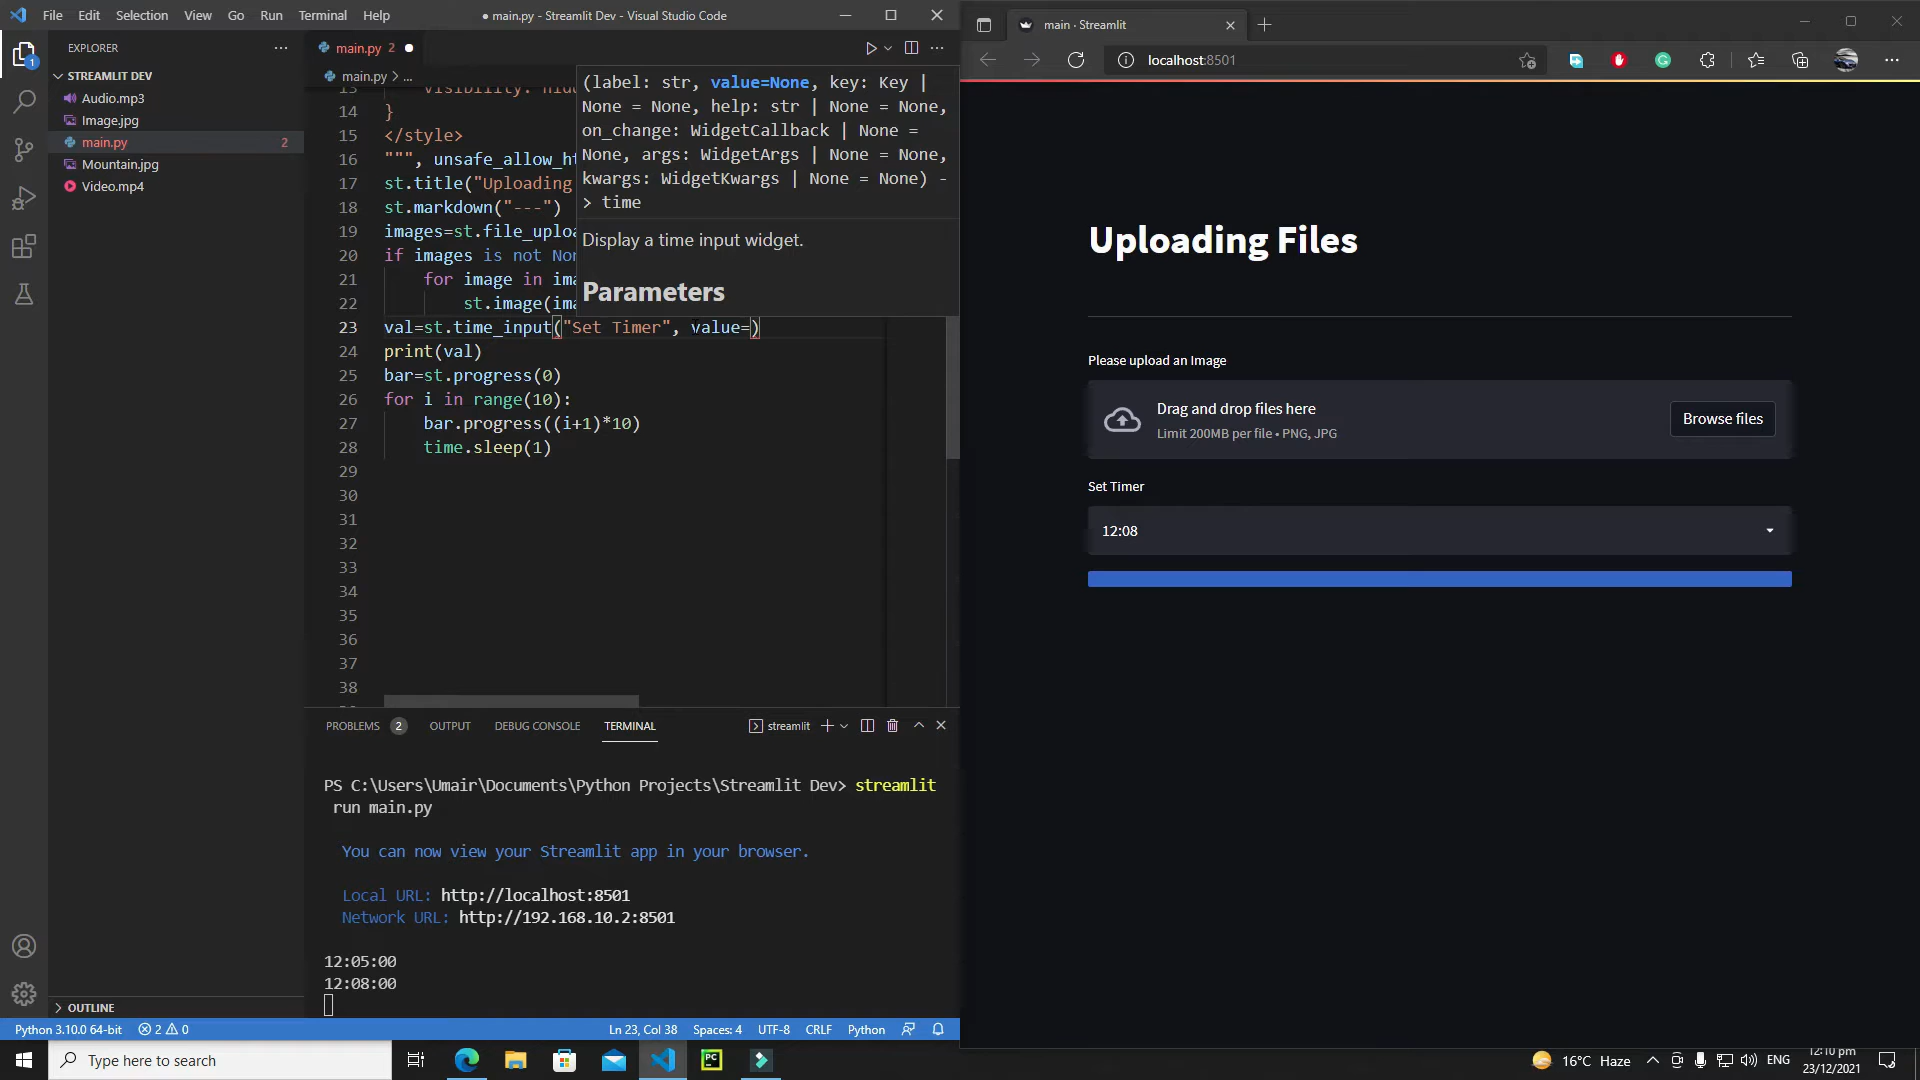 File Edit Selection View Go Run Terminal Help
● main.py - Streamlit Dev - Visual Studio Code
EXPLORER
STREAMLIT DEV
Audio.mp3
Image.jpg
main.py 2
Mountain.jpg
Video.mp4
OUTLINE
main.py 2
main.py > ...
14 }
15 </style>
16 """, unsafe_allow_ht
17 st.title("Uploading
18 st.markdown("---")
19 images=st.file_uploa
20 if images is not Non
21 for image in ima
22 st.image(ima
23 val=st.time_input("Set Timer", value=)
24 print(val)
25 bar=st.progress(0)
26 for i in range(10):
27 bar.progress((i+1)*10)
28 time.sleep(1)
29
30
31
32
33
34
35
36
37
38
(label: str, value=None, key: Key |
None = None, help: str | None = None,
on_change: WidgetCallback | None =
None, args: WidgetArgs | None = None,
kwargs: WidgetKwargs | None = None) -
> time
Display a time input widget.
Parameters
PROBLEMS 2 OUTPUT DEBUG CONSOLE TERMINAL
streamlit
PS C:\Users\Umair\Documents\Python Projects\Streamlit Dev> streamlit
run main.py
You can now view your Streamlit app in your browser.
Local URL: http://localhost:8501
Network URL: http://192.168.10.2:8501
12:05:00
12:08:00
1
Python 3.10.0 64-bit 2 0 Ln 23, Col 38 Spaces: 4 UTF-8 CRLF Python
main · Streamlit
localhost:8501
Uploading Files
Please upload an Image
Drag and drop files here
Limit 200MB per file • PNG, JPG
Browse files
Set Timer
12:08
Type here to search
PC
16°C Haze
ENG
12:10 pm
23/12/2021